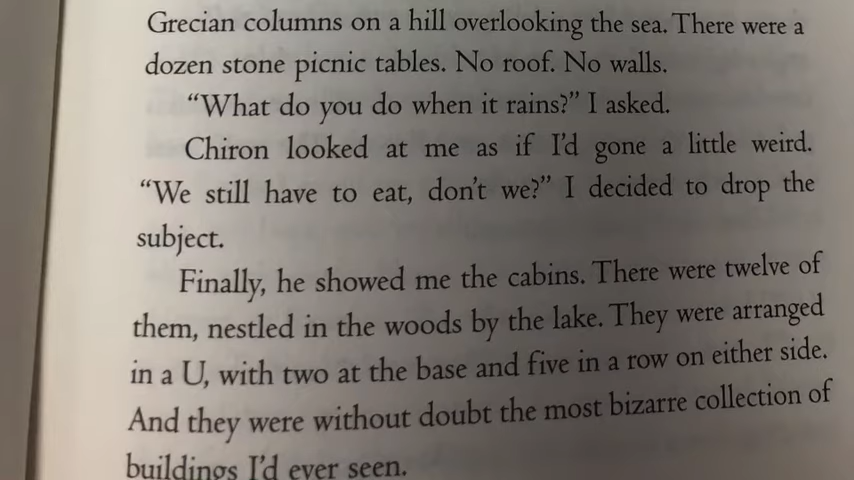 Grecian columns on a hill overlooking the sea. There were a
dozen stone picnic tables. No roof. No walls.
“What do you do when it rains?” I asked.
Chiron looked at me as if I’d gone a little weird.
“We still have to eat, don’t we?” I decided to drop the
subject.
Finally, he showed me the cabins. There were twelve of
them, nestled in the woods by the lake. They were arranged
in a U, with two at the base and five in a row on either side.
And they were without doubt the most bizarre collection of
buildings I’d ever seen.